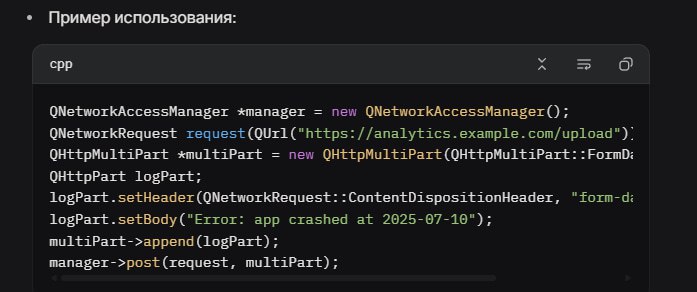 Пример использования:
cpp
QNetworkAccessManager *manager = new QNetworkAccessManager();
QNetworkRequest request(QUrl("https://analytics.example.com/upload"))
QHttpMultiPart *multiPart = new QHttpMultiPart(QHttpMultiPart::FormDa
QHttpPart logPart;
logPart.setHeader(QNetworkRequest::ContentDispositionHeader, "form-da
logPart.setBody("Error: app crashed at 2025-07-10");
multiPart->append(logPart);
manager->post(request, multiPart);